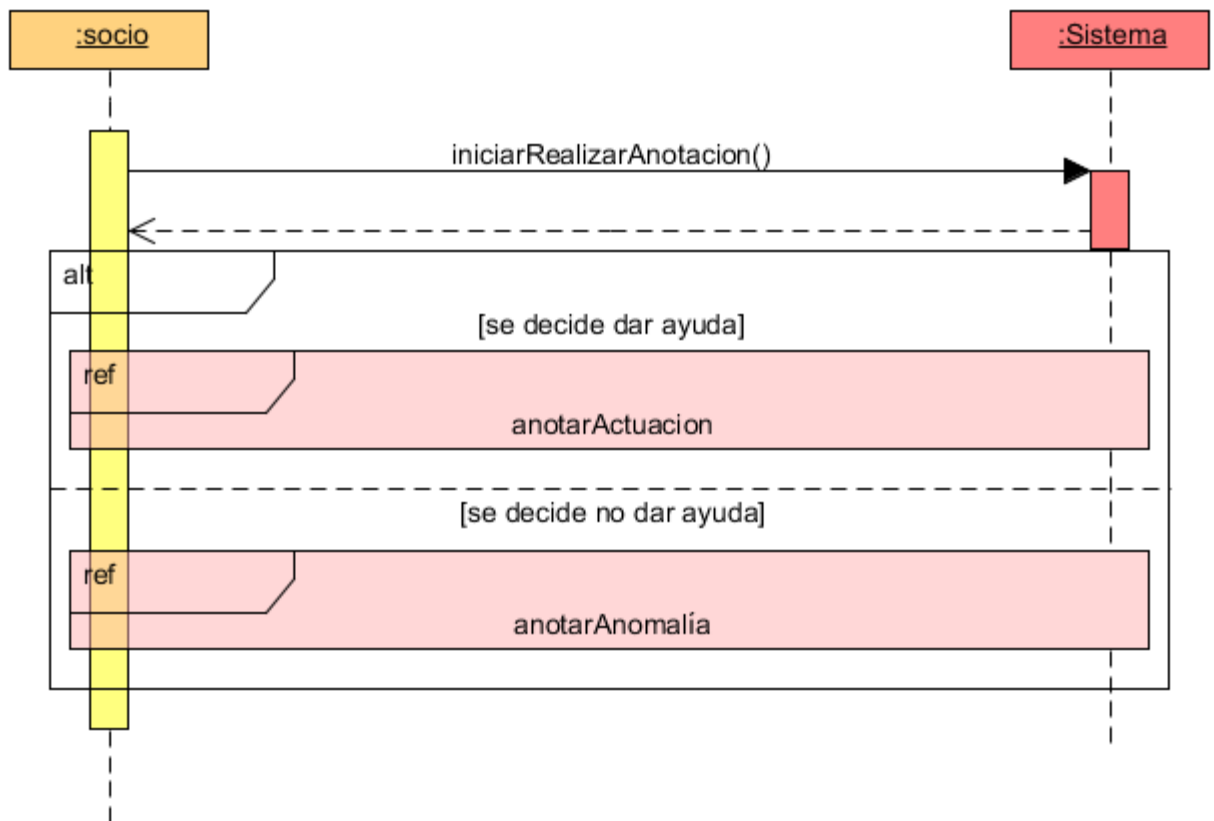 :socio
:Sistema
iniciarRealizarAnotacion()
alt
[se decide dar ayuda]
ref
anotarActuacion
[se decide no dar ayuda]
ref
anotarAnomalía